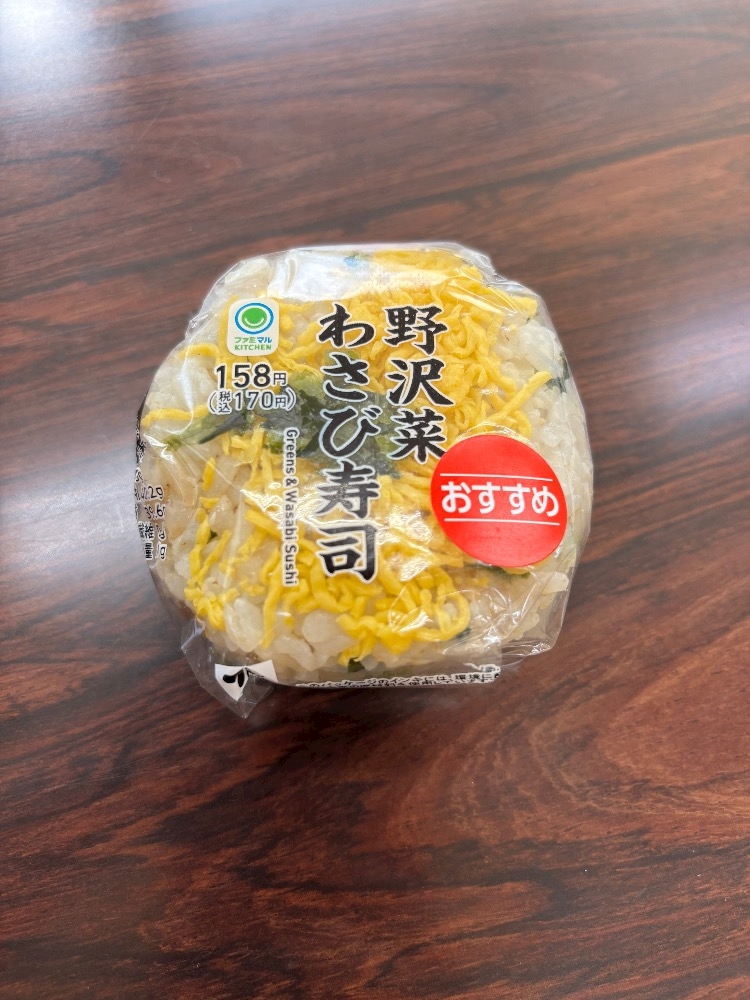 ファミマル
KITCHEN
158円
(税込170円)
野沢菜
わさび寿司
Greens & Wasabi Sushi
おすすめ